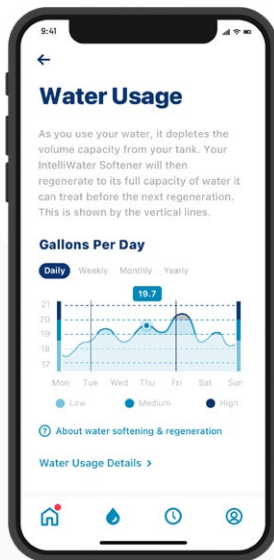 9:41
Water Usage
As you use your water, it depletes the
volume capacity from your tank. Your
IntelliWater Softener will then
regenerate to its full capacity of water it
can treat before the next regeneration.
This is shown by the vertical lines.
Gallons Per Day
Daily Weekly Monthly Yearly
19.7
21
20
19
18
17
Mon Tue Wed Thu Fri Sat Sun
Low Medium High
? About water softening & regeneration
Water Usage Details >